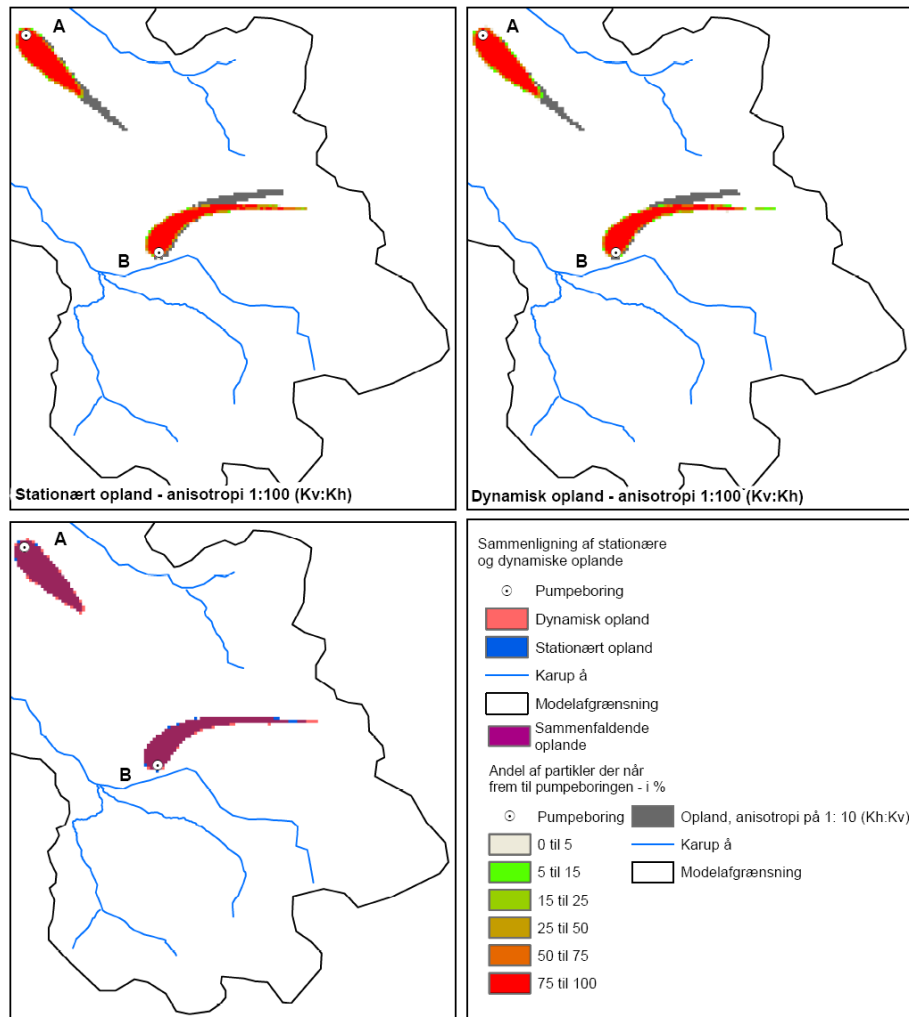 A
B
Stationært opland - anisotropi 1:100 (Kv:Kh)
A
B
Dynamisk opland - anisotropi 1:100 (Kv:Kh)
A
B
Sammenligning af stationære
og dynamiske oplande
Pumpeboring
Dynamisk opland
Stationært opland
Karup å
Modelafgrænsning
Sammenfaldende
oplande
Andel af partikler der når
frem til pumpeboringen - i %
Pumpeboring
0 til 5
5 til 15
15 til 25
25 til 50
50 til 75
75 til 100
Opland, anisotropi på 1: 10 (Kh:Kv)
Karup å
Modelafgrænsning